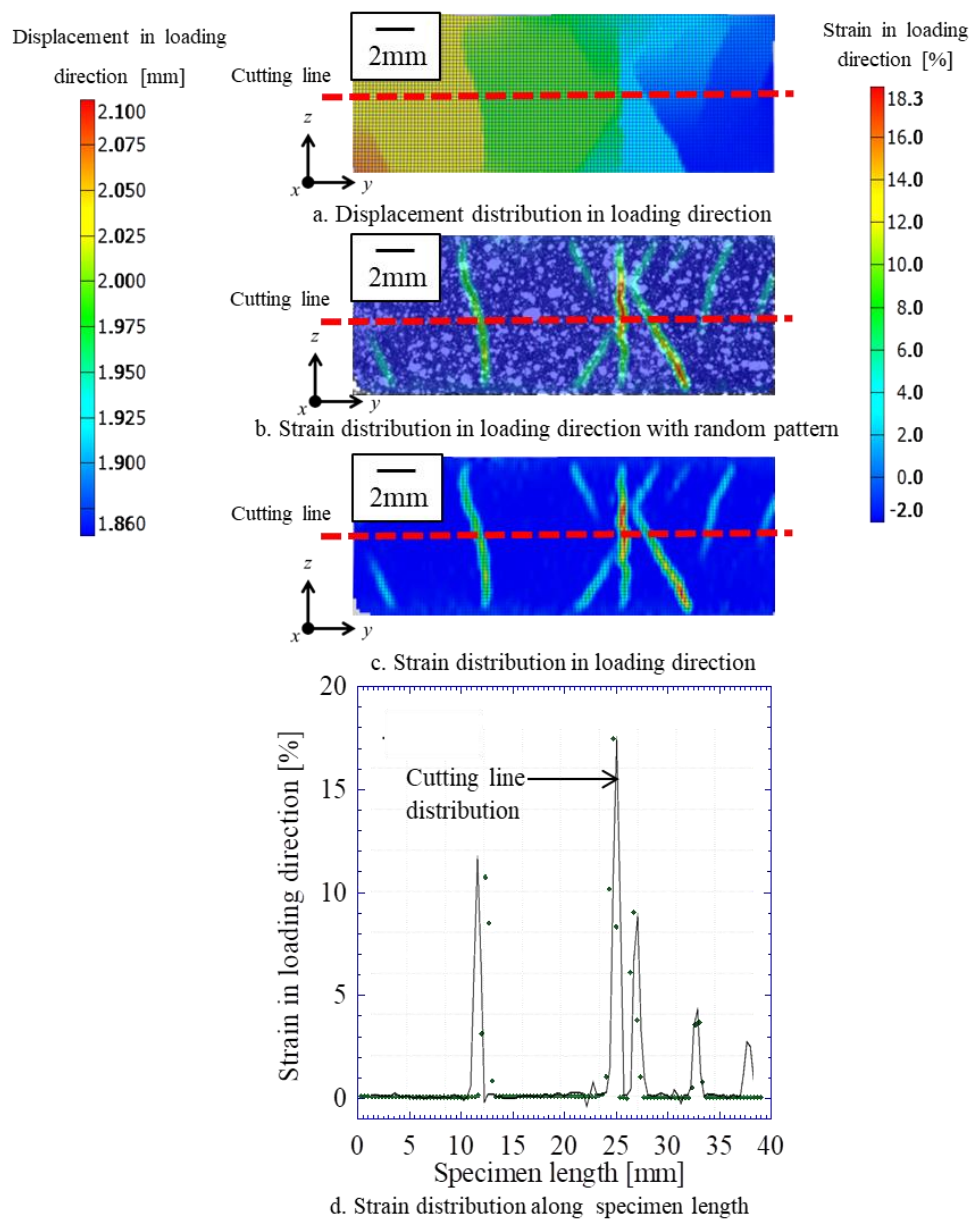 Displacement in loading
direction [mm]
2.100
2.075
2.050
2.025
2.000
1.975
1.950
1.925
1.900
1.860
Strain in loading
direction [%]
18.3
16.0
14.0
12.0
10.0
8.0
6.0
4.0
2.0
0.0
-2.0
2mm
Cutting line
z
x
y
a. Displacement distribution in loading direction
2mm
Cutting line
z
x
y
b. Strain distribution in loading direction with random pattern
2mm
Cutting line
z
x
y
c. Strain distribution in loading direction
Strain in loading direction [%]
20
15
10
5
0
Cutting line
distribution
0
5
10
15
20
25
30
35
40
Specimen length [mm]
d. Strain distribution along specimen length